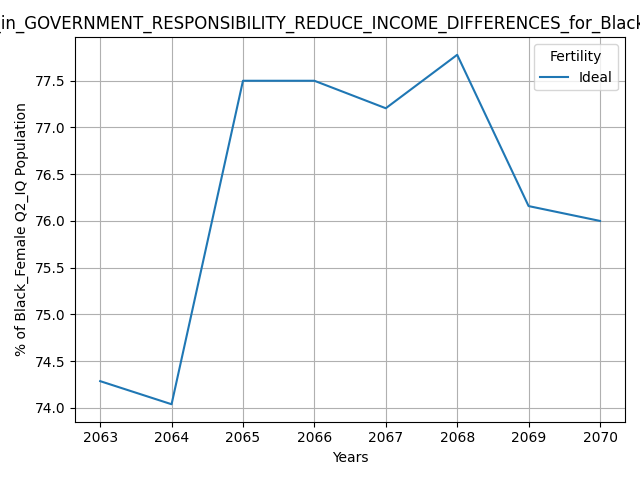 _in_GOVERNMENT_RESPONSIBILITY_REDUCE_INCOME_DIFFERENCES_for_Black
Fertility
Ideal
77.5
77.0
76.5
76.0
75.5
75.0
74.5
74.0
% of Black_Female Q2_IQ Population
2063 2064 2065 2066 2067 2068 2069 2070
Years